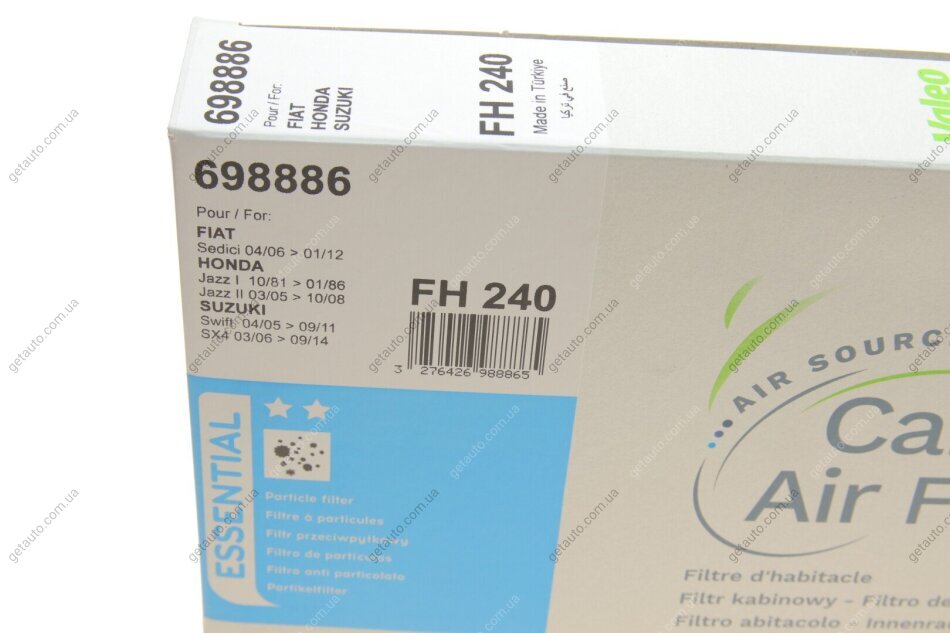 698886
Pour / For:
FIAT
HONDA
SUZUKI
FH 240
Made in Türkiye
صنع في تركيا
Valeo
698886
Pour / For:
FIAT
Sedici 04/06 > 01/12
HONDA
Jazz I 10/81 > 01/86
Jazz II 03/05 > 10/08
SUZUKI
Swift 04/05 > 09/11
SX4 03/06 > 09/14
FH 240
3 276426 988865
ESSENTIAL
Particle filter
Filtre à particules
Filtr przeciwpyłkowy
Filtro de partículas
Filtro anti particolato
Partikelfilter
AIR SOURC
Ca
Air F
Filtre d'habitacle
Filtr kabinowy - Filtro de
Filtro abitacolo - Innenra
getauto.com.ua